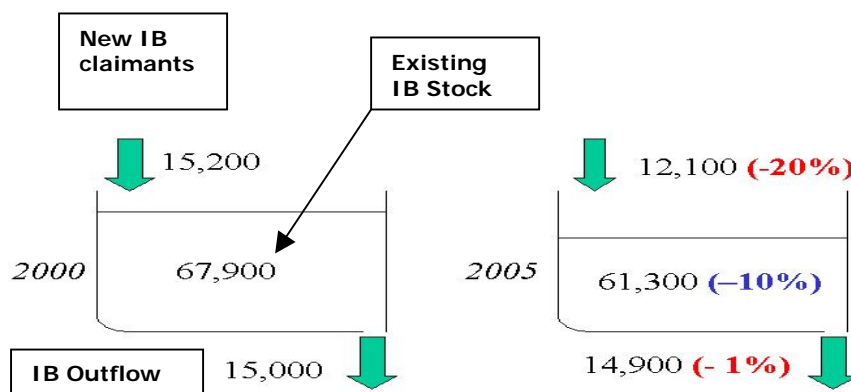 New IB
claimants
Existing
IB Stock
15,200
12,100 (-20%)
2000
67,900
2005
61,300 (–10%)
IB Outflow
15,000
14,900 (- 1%)